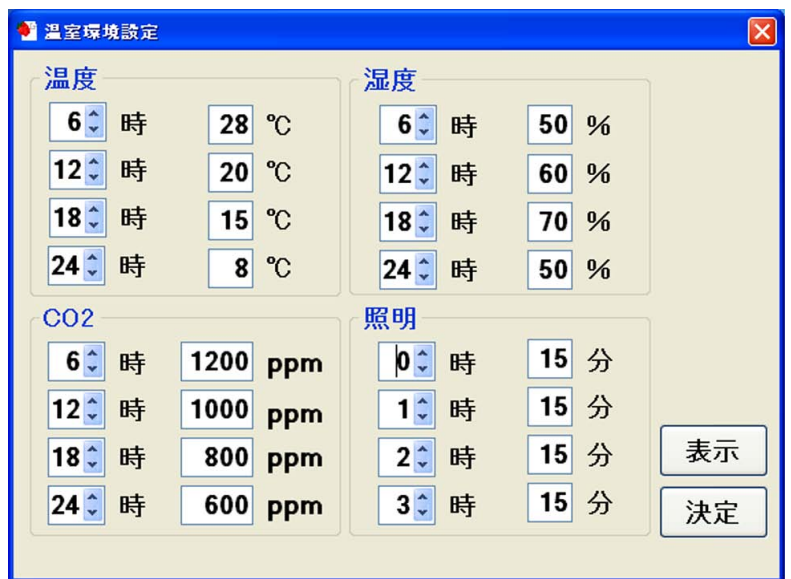 温室環境設定
温度
6 時 28 ℃
12 時 20 ℃
18 時 15 ℃
24 時 8 ℃
湿度
6 時 50 %
12 時 60 %
18 時 70 %
24 時 50 %
CO2
6 時 1200 ppm
12 時 1000 ppm
18 時 800 ppm
24 時 600 ppm
照明
0 時 15 分
1 時 15 分
2 時 15 分
3 時 15 分
表示
決定